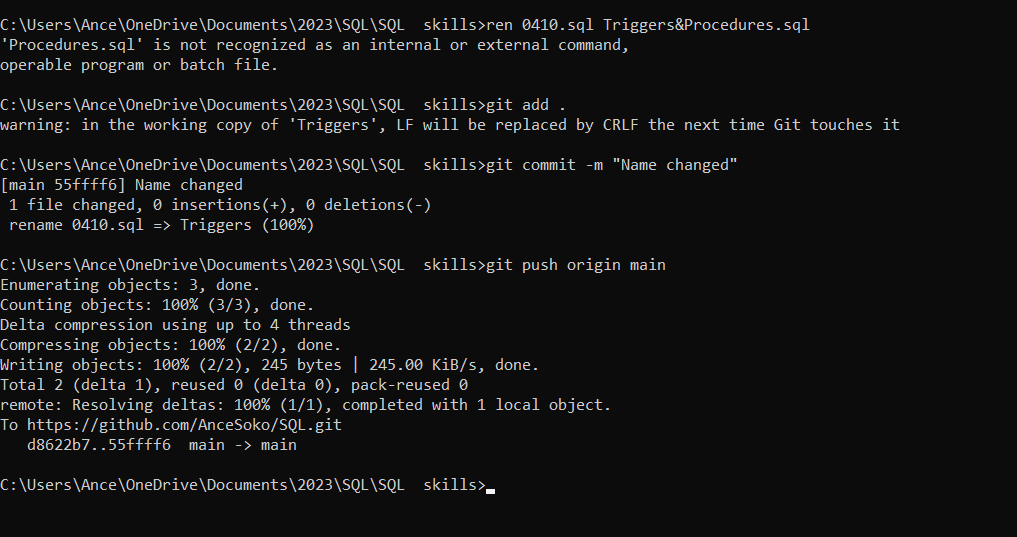 C:\Users\Ance\OneDrive\Documents\2023\SQL\SQL  skills>ren 0410.sql Triggers&Procedures.sql
'Procedures.sql' is not recognized as an internal or external command,
operable program or batch file.
C:\Users\Ance\OneDrive\Documents\2023\SQL\SQL  skills>git add .
warning: in the working copy of 'Triggers', LF will be replaced by CRLF the next time Git touches it
C:\Users\Ance\OneDrive\Documents\2023\SQL\SQL  skills>git commit -m "Name changed"
[main 55ffff6] Name changed
 1 file changed, 0 insertions(+), 0 deletions(-)
 rename 0410.sql => Triggers (100%)
C:\Users\Ance\OneDrive\Documents\2023\SQL\SQL  skills>git push origin main
Enumerating objects: 3, done.
Counting objects: 100% (3/3), done.
Delta compression using up to 4 threads
Compressing objects: 100% (2/2), done.
Writing objects: 100% (2/2), 245 bytes | 245.00 KiB/s, done.
Total 2 (delta 1), reused 0 (delta 0), pack-reused 0
remote: Resolving deltas: 100% (1/1), completed with 1 local object.
To https://github.com/AnceSoko/SQL.git
   d8622b7..55ffff6  main -> main
C:\Users\Ance\OneDrive\Documents\2023\SQL\SQL  skills>